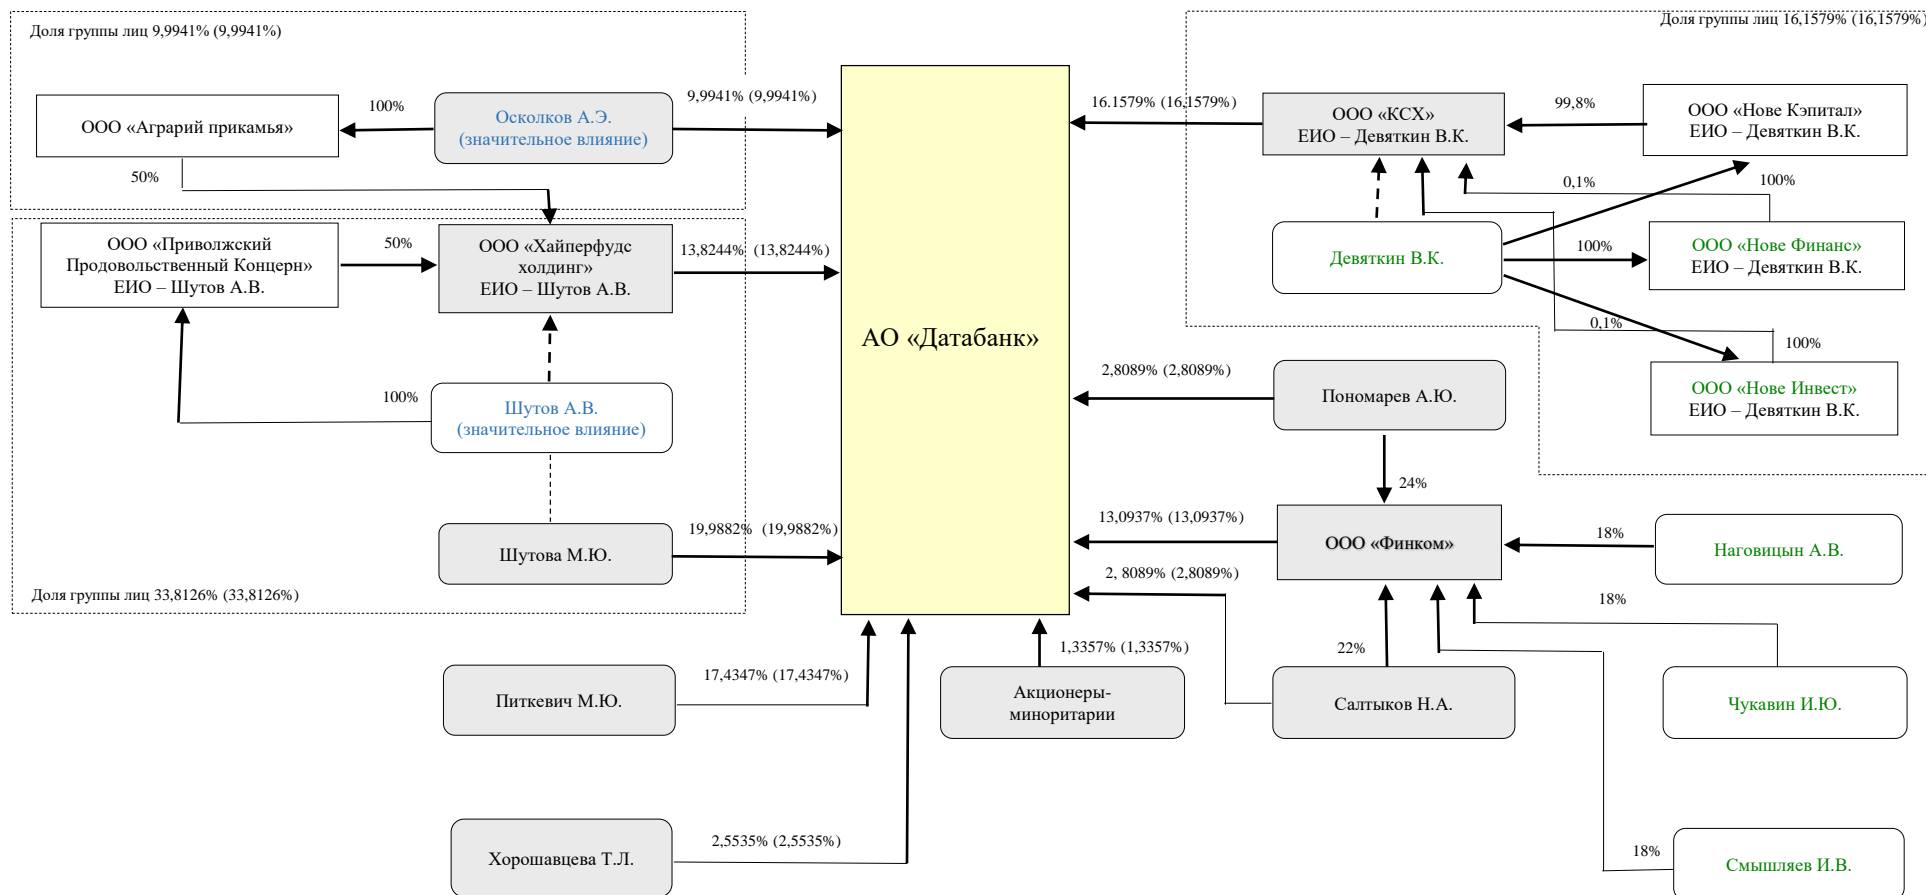 Доля группы лиц 9,9941% (9,9941%)
Доля группы лиц 16,1579% (16,1579%)
ООО «Аграрий прикамья»
100%
Осколков А.Э.
(значительное влияние)
9,9941% (9,9941%)
16.1579% (16,1579%)
ООО «КСХ»
ЕИО – Девяткин В.К.
99,8%
ООО «Нове Кэпитал»
ЕИО – Девяткин В.К.
50%
0,1%
100%
ООО «Приволжский
Продовольственный Концерн»
ЕИО – Шутов А.В.
50%
ООО «Хайперфудс
холдинг»
ЕИО – Шутов А.В.
13,8244% (13,8244%)
Девяткин В.К.
100%
ООО «Нове Финанс»
ЕИО – Девяткин В.К.
0,1%
100%
АО «Датабанк»
ООО «Нове Инвест»
ЕИО – Девяткин В.К.
100%
Шутов А.В.
(значительное влияние)
2,8089% (2,8089%)
Пономарев А.Ю.
24%
19,9882% (19,9882%)
Шутова М.Ю.
Доля группы лиц 33,8126% (33,8126%)
13,0937% (13,0937%)
ООО «Финком»
18%
Наговицын А.В.
2, 8089% (2,8089%)
18%
22%
1,3357% (1,3357%)
17,4347% (17,4347%)
Питкевич М.Ю.
Акционеры-
миноритарии
Салтыков Н.А.
Чукавин И.Ю.
2,5535% (2,5535%)
Хорошавцева Т.Л.
18%
Смышляев И.В.